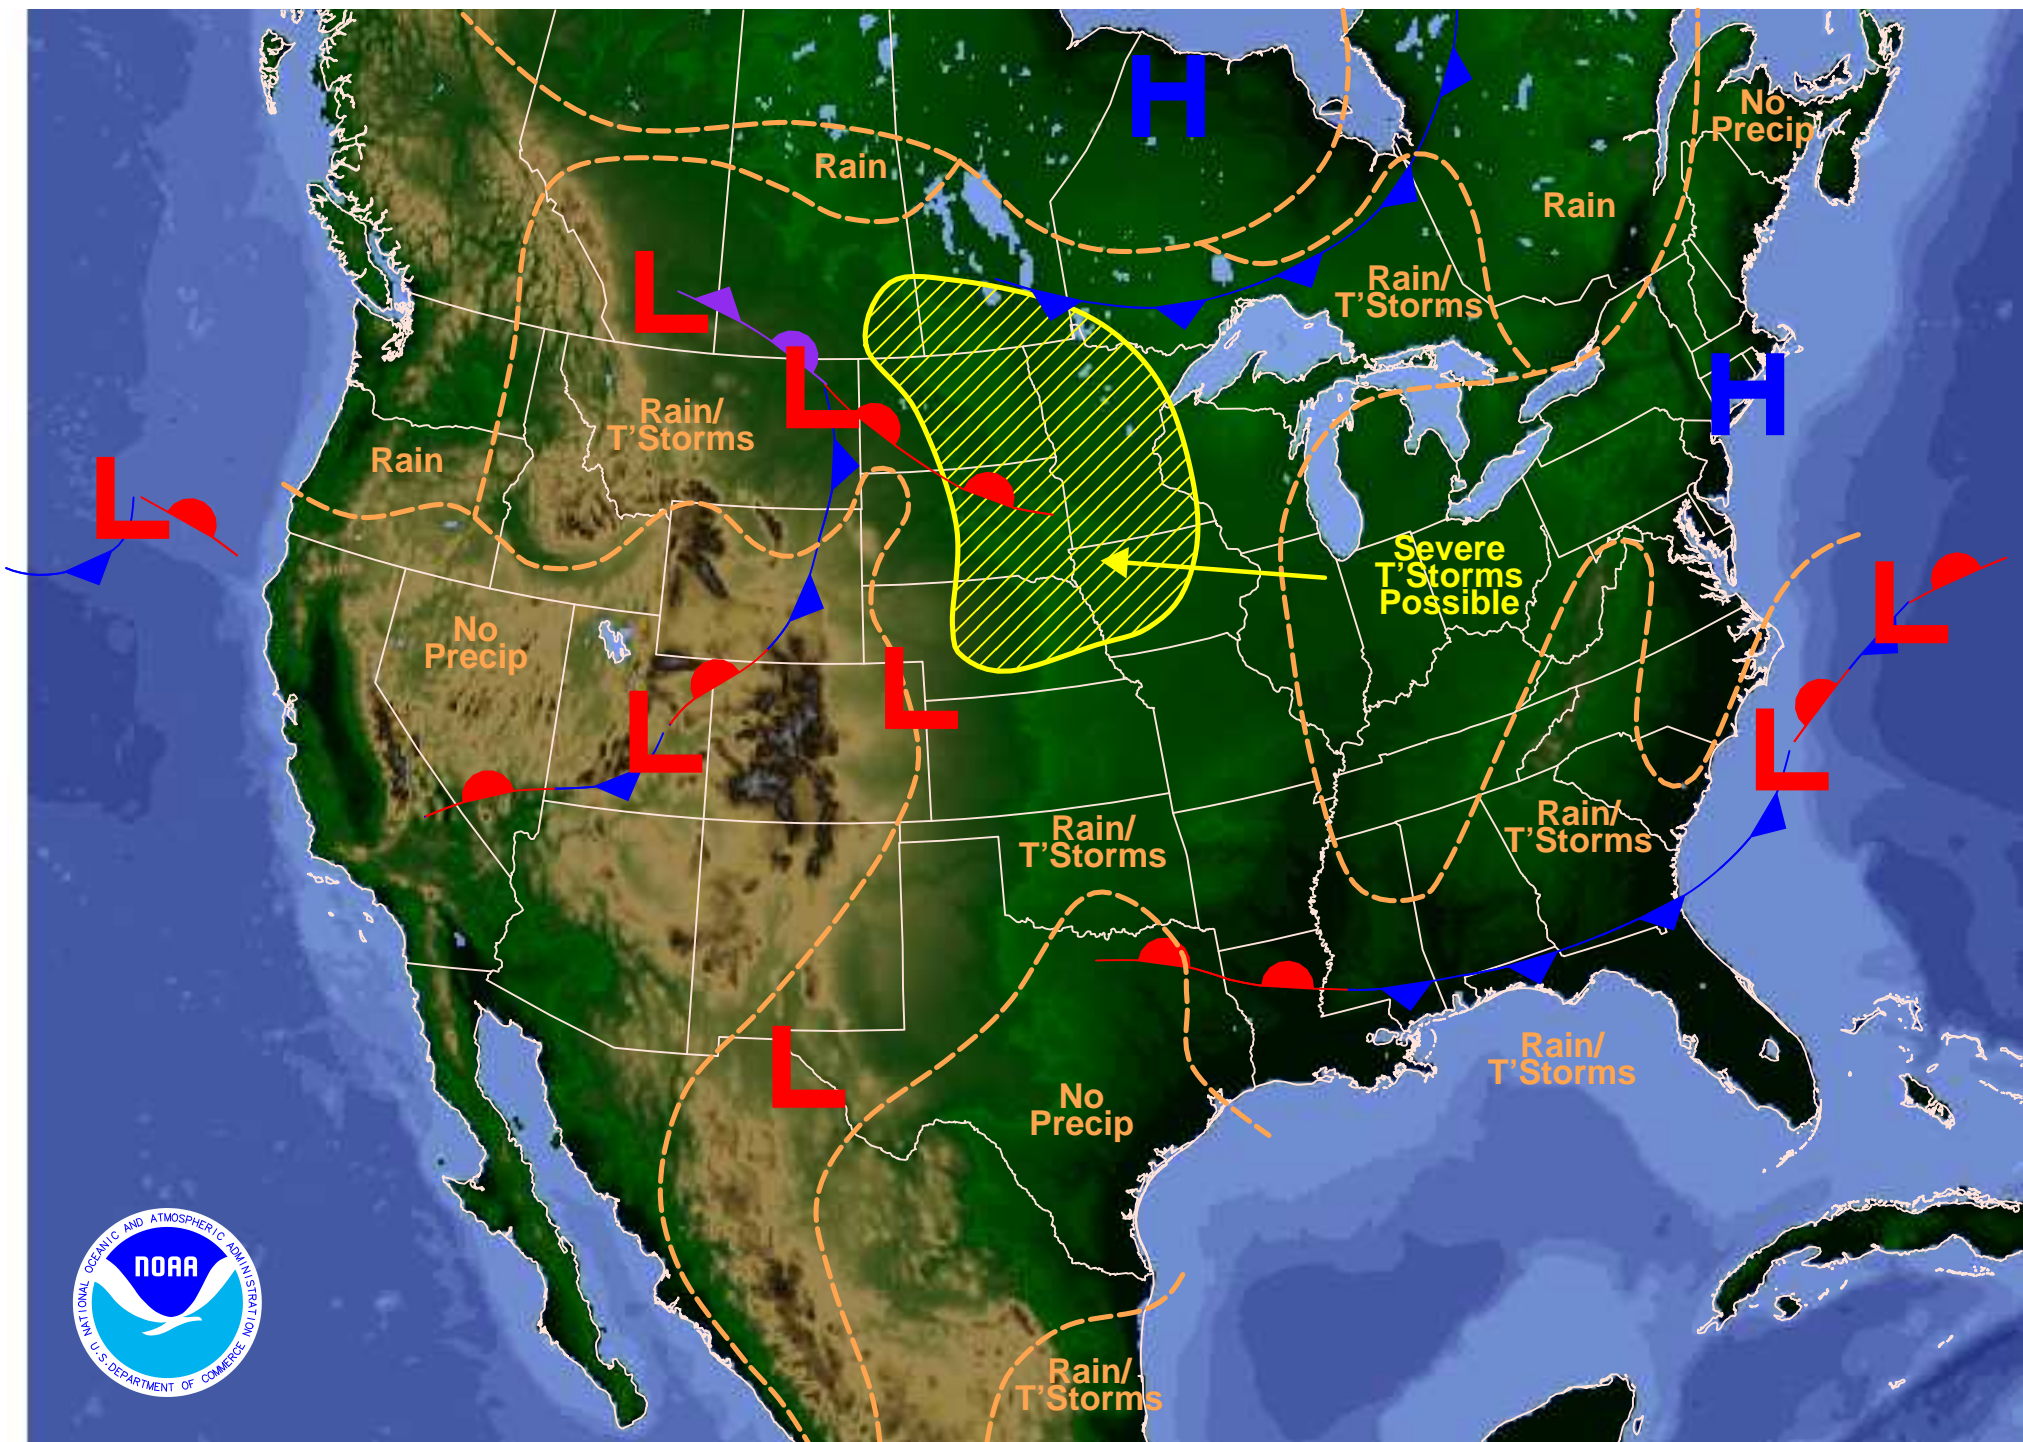 H
No
Precip
Rain
Rain
L
Rain/
T'Storms
L
H
Rain/
T'Storms
Rain
L
Severe
T'Storms
Possible
L
No
Precip
L
L
L
Rain/
T'Storms
Rain/
T'Storms
L
Rain/
T'Storms
No
Precip
NATIONAL OCEANIC AND ATMOSPHERIC ADMINISTRATION
NOAA
U.S. DEPARTMENT OF COMMERCE
Rain/
T'Storms